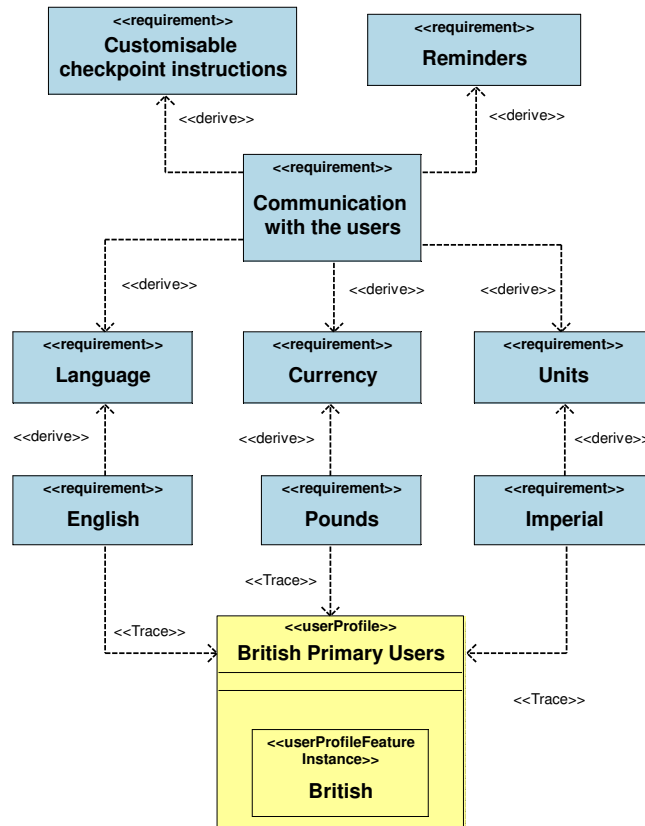 <<requirement>>
Customisable
checkpoint instructions
<<requirement>>
Reminders
<<derive>>
<<derive>>
<<requirement>>
Communication
with the users
<<derive>>
<<derive>>
<<derive>>
<<requirement>>
Language
<<requirement>>
Currency
<<requirement>>
Units
<<derive>>
<<derive>>
<<derive>>
<<requirement>>
English
<<requirement>>
Pounds
<<requirement>>
Imperial
<<Trace>>
<<Trace>>
<<userProfile>>
British Primary Users
<<Trace>>
<<userProfileFeature
Instance>>
British